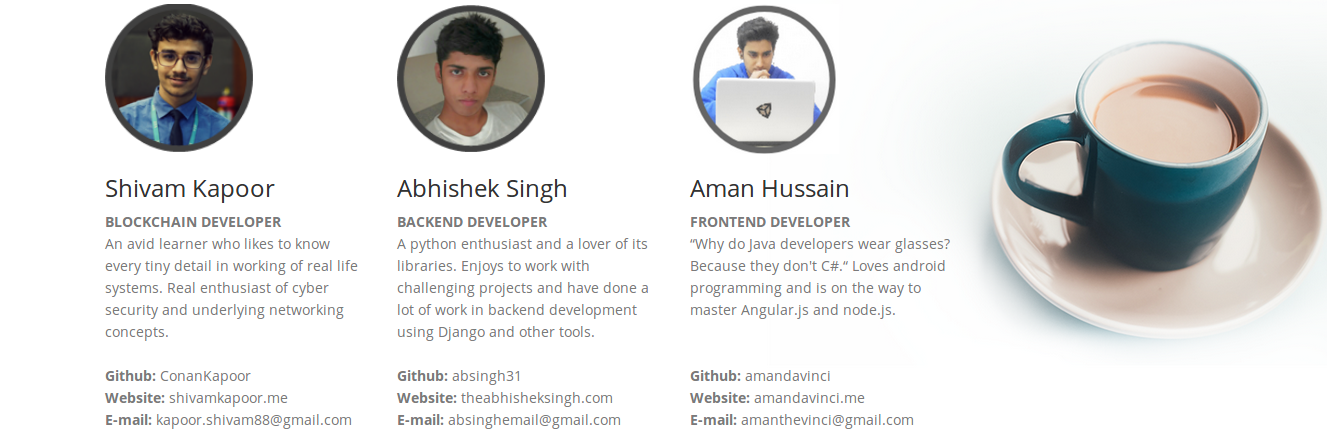 Shivam Kapoor
BLOCKCHAIN DEVELOPER
An avid learner who likes to know
every tiny detail in working of real life
systems. Real enthusiast of cyber
security and underlying networking
concepts.
Github: ConanKapoor
Website: shivamkapoor.me
E-mail: kapoor.shivam88@gmail.com
Abhishek Singh
BACKEND DEVELOPER
A python enthusiast and a lover of its
libraries. Enjoys to work with
challenging projects and have done a
lot of work in backend development
using Django and other tools.
Github: absingh31
Website: theabhisheksingh.com
E-mail: absinghemail@gmail.com
Aman Hussain
FRONTEND DEVELOPER
“Why do Java developers wear glasses?
Because they don't C#.“ Loves android
programming and is on the way to
master Angular.js and node.js.
Github: amandavinci
Website: amandavinci.me
E-mail: amanthevinci@gmail.com